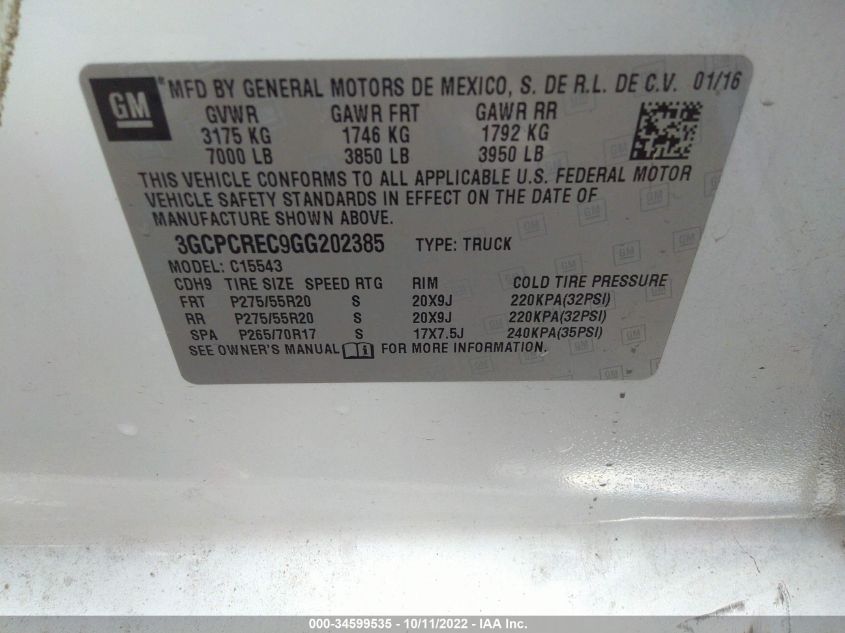 GM ® MFD BY GENERAL MOTORS DE MEXICO, S. DE R.L. DE C.V. 01/16
GVWR GAWR FRT GAWR RR
3175 KG 1746 KG 1792 KG
7000 LB 3850 LB 3950 LB
THIS VEHICLE CONFORMS TO ALL APPLICABLE U.S. FEDERAL MOTOR
VEHICLE SAFETY STANDARDS IN EFFECT ON THE DATE OF
MANUFACTURE SHOWN ABOVE.
3GCPCREC9GG202385 TYPE: TRUCK
MODEL: C15543
CDH9 TIRE SIZE SPEED RTG RIM COLD TIRE PRESSURE
FRT P275/55R20 S 20X9J 220KPA(32PSI)
RR P275/55R20 S 20X9J 220KPA(32PSI)
SPA P265/70R17 S 17X7.5J 240KPA(35PSI)
SEE OWNER'S MANUAL FOR MORE INFORMATION.
000-34599535 - 10/11/2022 - IAA Inc.